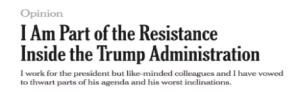 Opinion
I Am Part of the Resistance
Inside the Trump Administration
I work for the president but like-minded colleagues and I have vowed
to thwart parts of his agenda and his worst inclinations.